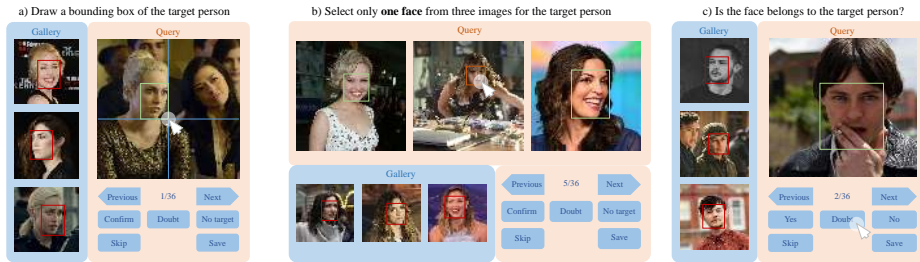 a) Draw a bounding box of the target person
Gallery
Query
Previous
1/36
Next
Confirm
Doubt
No target
Skip
Save
b) Select only one face from three images for the target person
Query
Gallery
Previous
5/36
Next
Confirm
Doubt
No target
Skip
Save
c) Is the face belongs to the target person?
Gallery
Query
Previous
2/36
Next
Yes
Doubt
No
Skip
Save